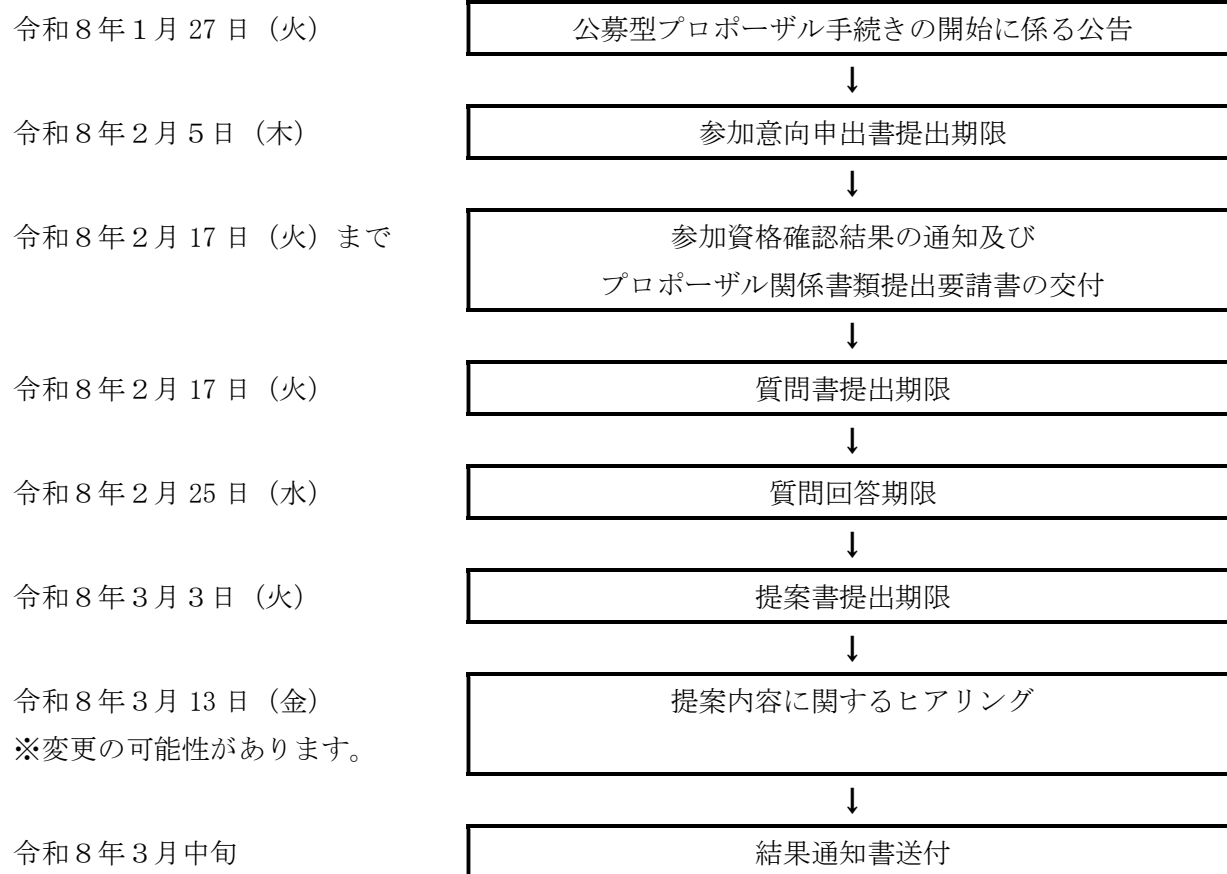 令和８年１月 27 日（火） 公募型プロポーザル手続きの開始に係る公告
↓
令和８年２月５日（木） 参加意向申出書提出期限
↓
令和８年２月 17 日（火）まで 参加資格確認結果の通知及び
プロポーザル関係書類提出要請書の交付
↓
令和８年２月 17 日（火） 質問書提出期限
↓
令和８年２月 25 日（水） 質問回答期限
↓
令和８年３月３日（火） 提案書提出期限
↓
令和８年３月 13 日（金） 提案内容に関するヒアリング
※変更の可能性があります。
↓
令和８年３月中旬 結果通知書送付